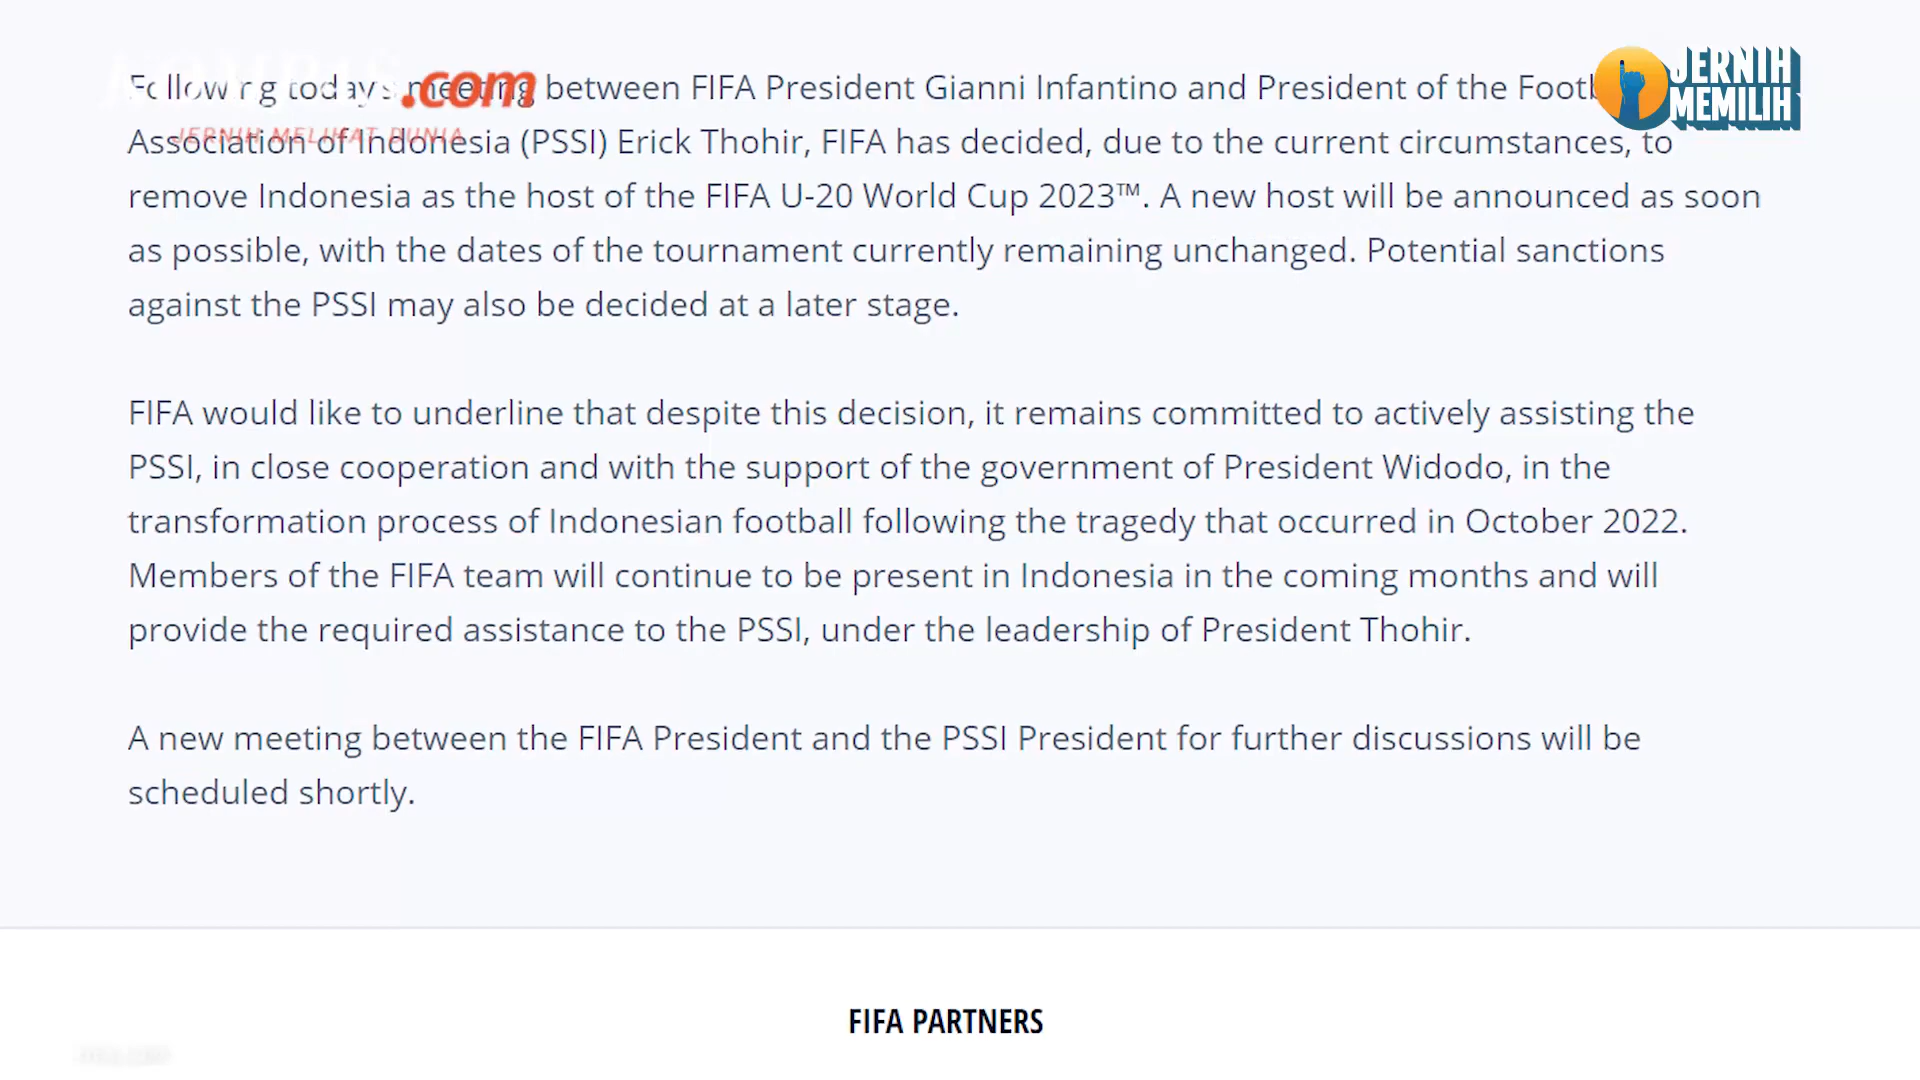 KOMPAS.com
JERNIH MELIHAT DUNIA
JERNIH
MEMILIH
Following today's meeting between FIFA President Gianni Infantino and President of the
Association of Indonesia (PSSI) Erick Thohir, FIFA has decided, due to the current circumstances, to
remove Indonesia as the host of the FIFA U-20 World Cup 2023™. A new host will be announced as soon
as possible, with the dates of the tournament currently remaining unchanged. Potential sanctions
against the PSSI may also be decided at a later stage.
FIFA would like to underline that despite this decision, it remains committed to actively assisting the
PSSI, in close cooperation and with the support of the government of President Widodo, in the
transformation process of Indonesian football following the tragedy that occurred in October 2022.
Members of the FIFA team will continue to be present in Indonesia in the coming months and will
provide the required assistance to the PSSI, under the leadership of President Thohir.
A new meeting between the FIFA President and the PSSI President for further discussions will be
scheduled shortly.
FIFA PARTNERS